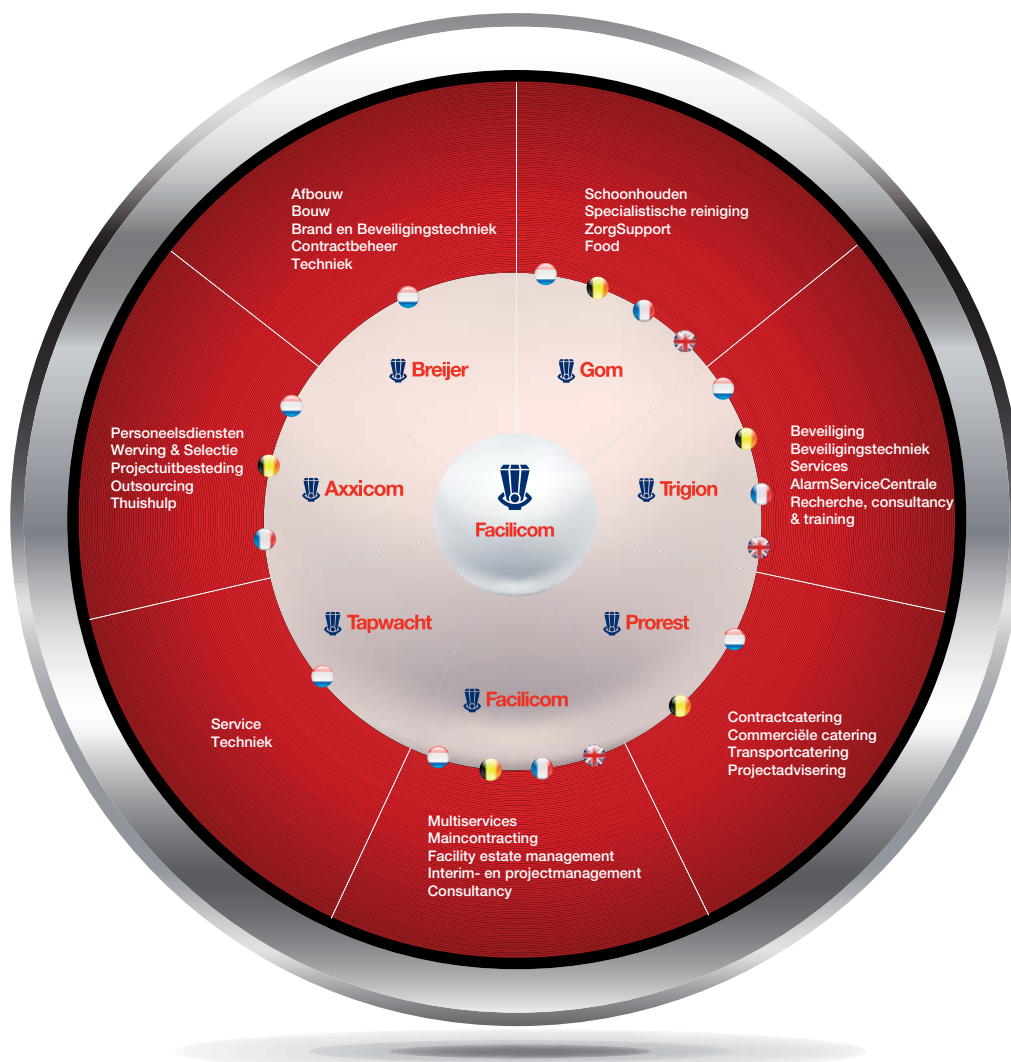 Afbouw
Bouw
Brand en Beveiligingstechniek
Contractbeheer
Techniek
Schoonhouden
Specialistische reiniging
ZorgSupport
Food
Breijer
Gom
Personeelsdiensten
Werving & Selectie
Projectuitbesteding
Outsourcing
Thuishulp
Axxicom
Facilicom
Trigion
Beveiliging
Beveiligingstechniek
Services
AlarmServiceCentrale
Recherche, consultancy
& training
Tapwacht
Prorest
Facilicom
Service
Techniek
Contractcatering
Commerciële catering
Transportcatering
Projectadvisering
Multiservices
Maincontracting
Facility estate management
Interim- en projectmanagement
Consultancy